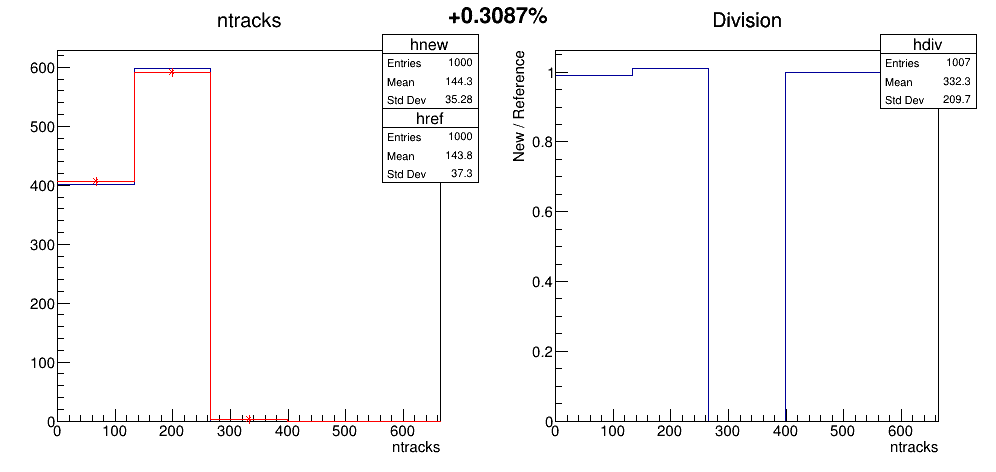 +0.3087%
ntracks
hnew
Entries 1000
Mean 144.3
Std Dev 35.28
href
Entries 1000
Mean 143.8
Std Dev 37.3
600
500
400
300
200
100
0
0 100 200 300 400 500 600
ntracks
Division
hdiv
Entries 1007
Mean 332.3
Std Dev 209.7
New / Reference
1
0.8
0.6
0.4
0.2
0
0 100 200 300 400 500 600
ntracks